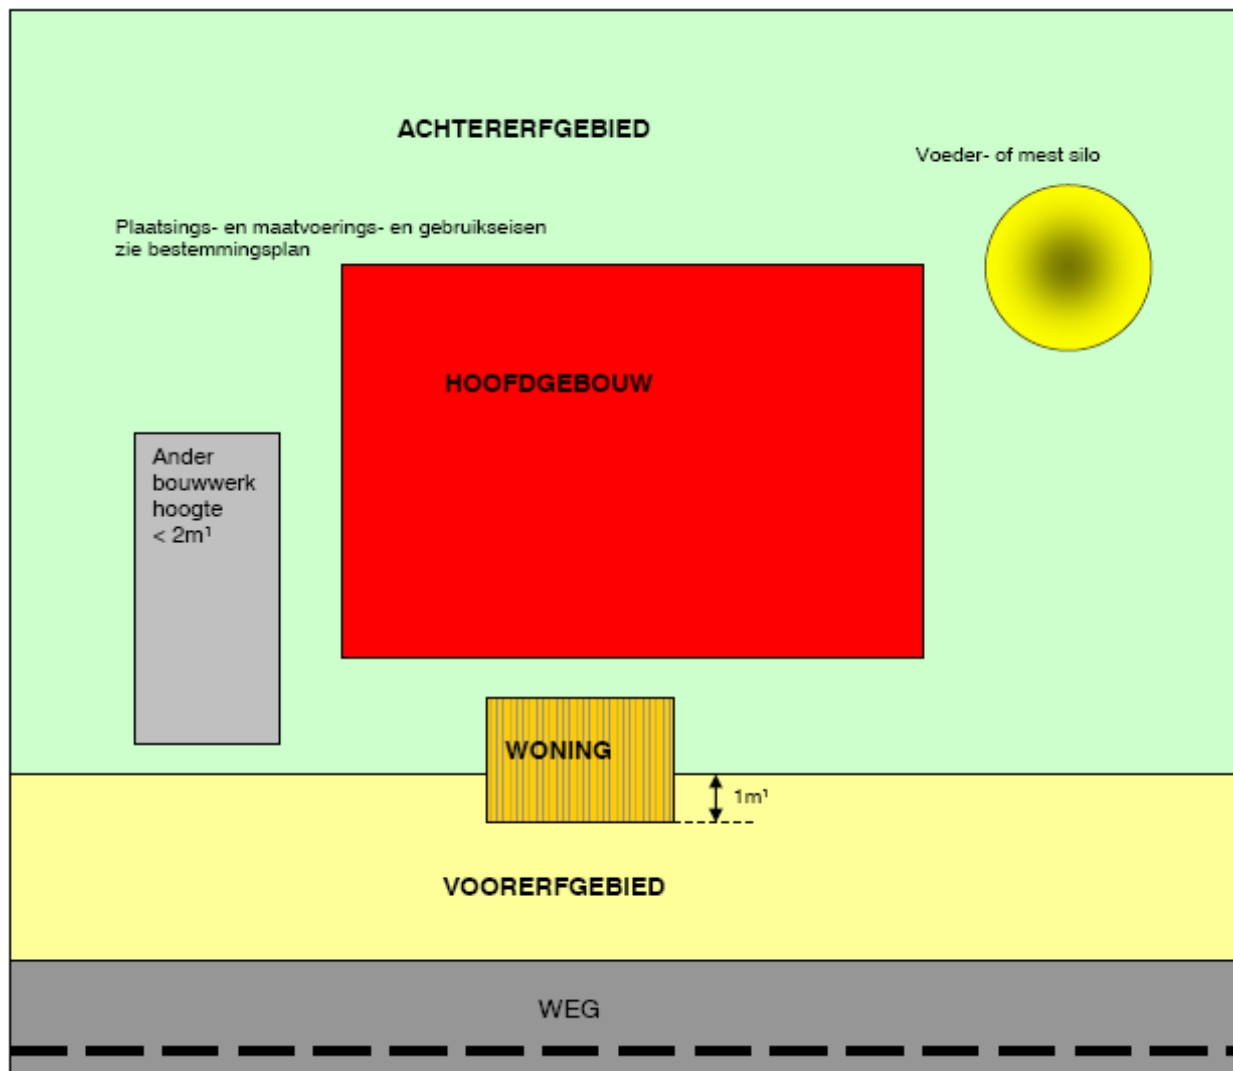 ACHTERERFGEBIED
Voeder- of mest silo
Plaatsings- en maatvoerings- en gebruikseisen
zie bestemmingsplan
HOOFDGEBOUW
Ander
bouwwerk
hoogte
< 2m¹
WONING
1m¹
VOORERFGEBIED
WEG